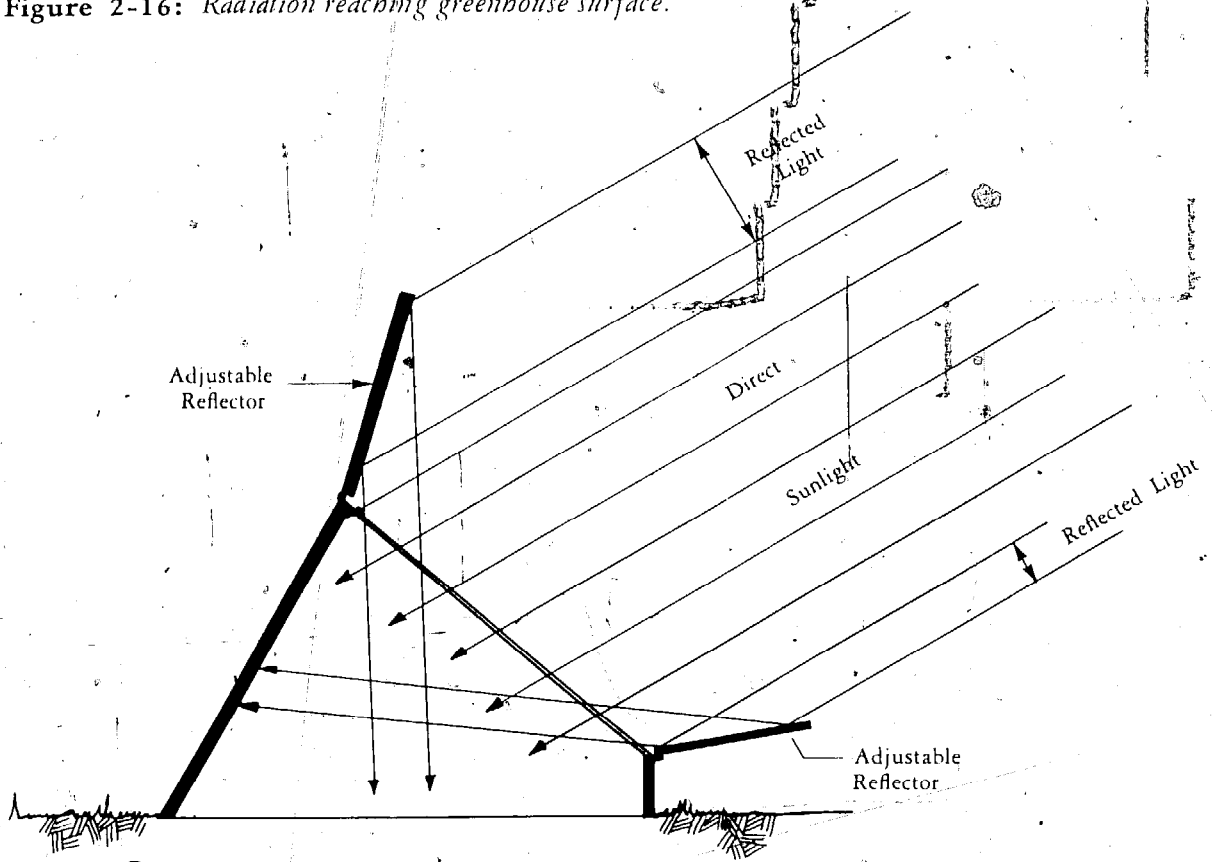 Figure 2-16: Radiation reaching greenhouse surface.
Reflected
Light
Adjustable
Reflector
Direct
Sunlight
Reflected Light
Adjustable
Reflector